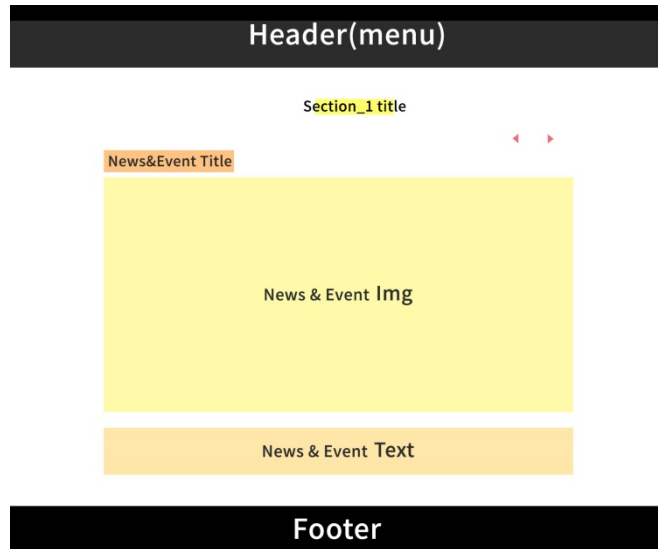 Header(menu)
Section_1 title
News&Event Title
News & Event Img
News & Event Text
Footer